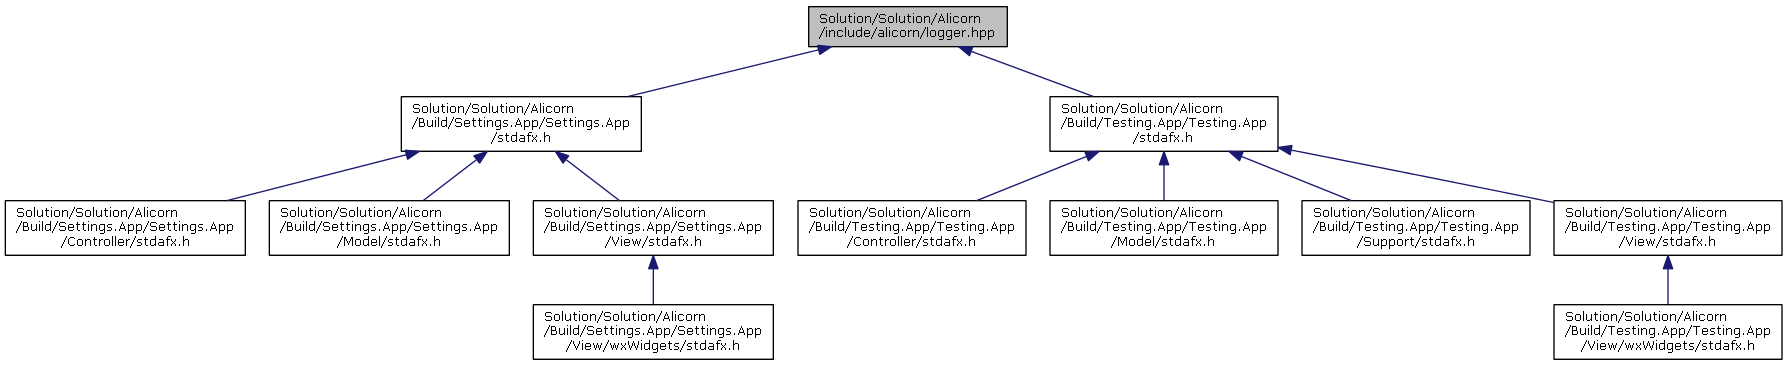 Solution/Solution/Alicorn
/include/alicorn/logger.hpp
Solution/Solution/Alicorn
/Build/Settings.App/Settings.App
/stdafx.h
Solution/Solution/Alicorn
/Build/Testing.App/Testing.App
/stdafx.h
Solution/Solution/Alicorn
/Build/Settings.App/Settings.App
/Controller/stdafx.h
Solution/Solution/Alicorn
/Build/Settings.App/Settings.App
/Model/stdafx.h
Solution/Solution/Alicorn
/Build/Settings.App/Settings.App
/View/stdafx.h
Solution/Solution/Alicorn
/Build/Testing.App/Testing.App
/Controller/stdafx.h
Solution/Solution/Alicorn
/Build/Testing.App/Testing.App
/Model/stdafx.h
Solution/Solution/Alicorn
/Build/Testing.App/Testing.App
/Support/stdafx.h
Solution/Solution/Alicorn
/Build/Testing.App/Testing.App
/View/stdafx.h
Solution/Solution/Alicorn
/Build/Settings.App/Settings.App
/View/wxWidgets/stdafx.h
Solution/Solution/Alicorn
/Build/Testing.App/Testing.App
/View/wxWidgets/stdafx.h